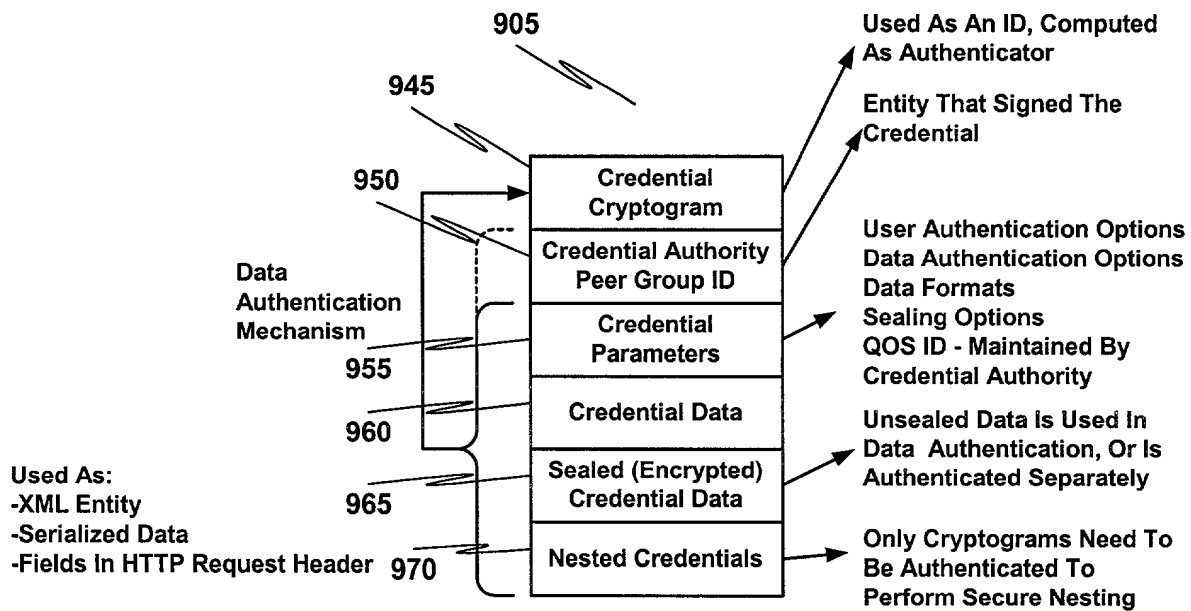 905
Used As An ID, Computed
As Authenticator
945
Entity That Signed The
Credential
950
Credential
Cryptogram
Credential Authority
Peer Group ID
User Authentication Options
Data Authentication Options
Data Formats
Sealing Options
QOS ID - Maintained By
Credential Authority
Data
Authentication
Mechanism
955
Credential
Parameters
960
Credential Data
Unsealed Data Is Used In
Data Authentication, Or Is
Authenticated Separately
Used As:
-XML Entity
-Serialized Data
-Fields In HTTP Request Header
965
Sealed (Encrypted)
Credential Data
970
Nested Credentials
Only Cryptograms Need To
Be Authenticated To
Perform Secure Nesting